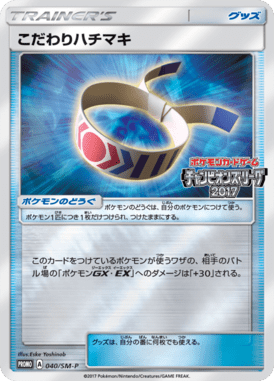 TRAINER'S
グッズ
こだわりハチマキ
ポケモンカードゲーム
チャンピオンズリーグ
2017
ポケモンのどうぐ
ポケモンのどうぐは、自分のポケモンにつけて使う。
ポケモン1匹につき1枚だけつけられ、つけたままにする。
このカードをつけているポケモンが使うワザの、相手のバト
ル場の「ポケモンGX・EX」へのダメージは「+30」される。
グッズは、自分の番に何枚でも使える。
PROMO A 040/SM-P
Illus.Eske Yoshinob
©2017 Pokémon/Nintendo/Creatures/GAME FREAK.